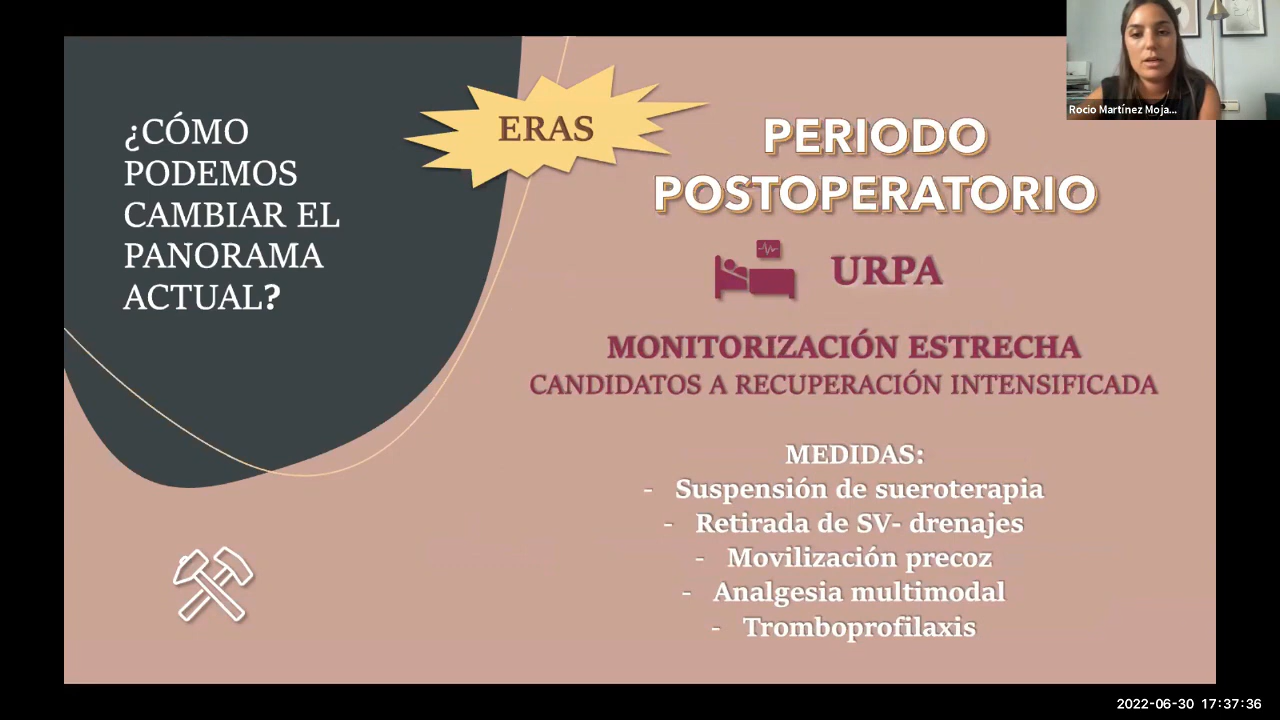 ¿CÓMO
PODEMOS
CAMBIAR EL
PANORAMA
ACTUAL?
ERAS
PERIODO
POSTOPERATORIO
URPA
MONITORIZACIÓN ESTRECHA
CANDIDATOS A RECUPERACIÓN INTENSIFICADA
MEDIDAS:
- Suspensión de sueroterapia
- Retirada de SV- drenajes
- Movilización precoz
- Analgesia multimodal
- Tromboprofilaxis
Rocio Martínez Moja...
2022-06-30 17:37:36